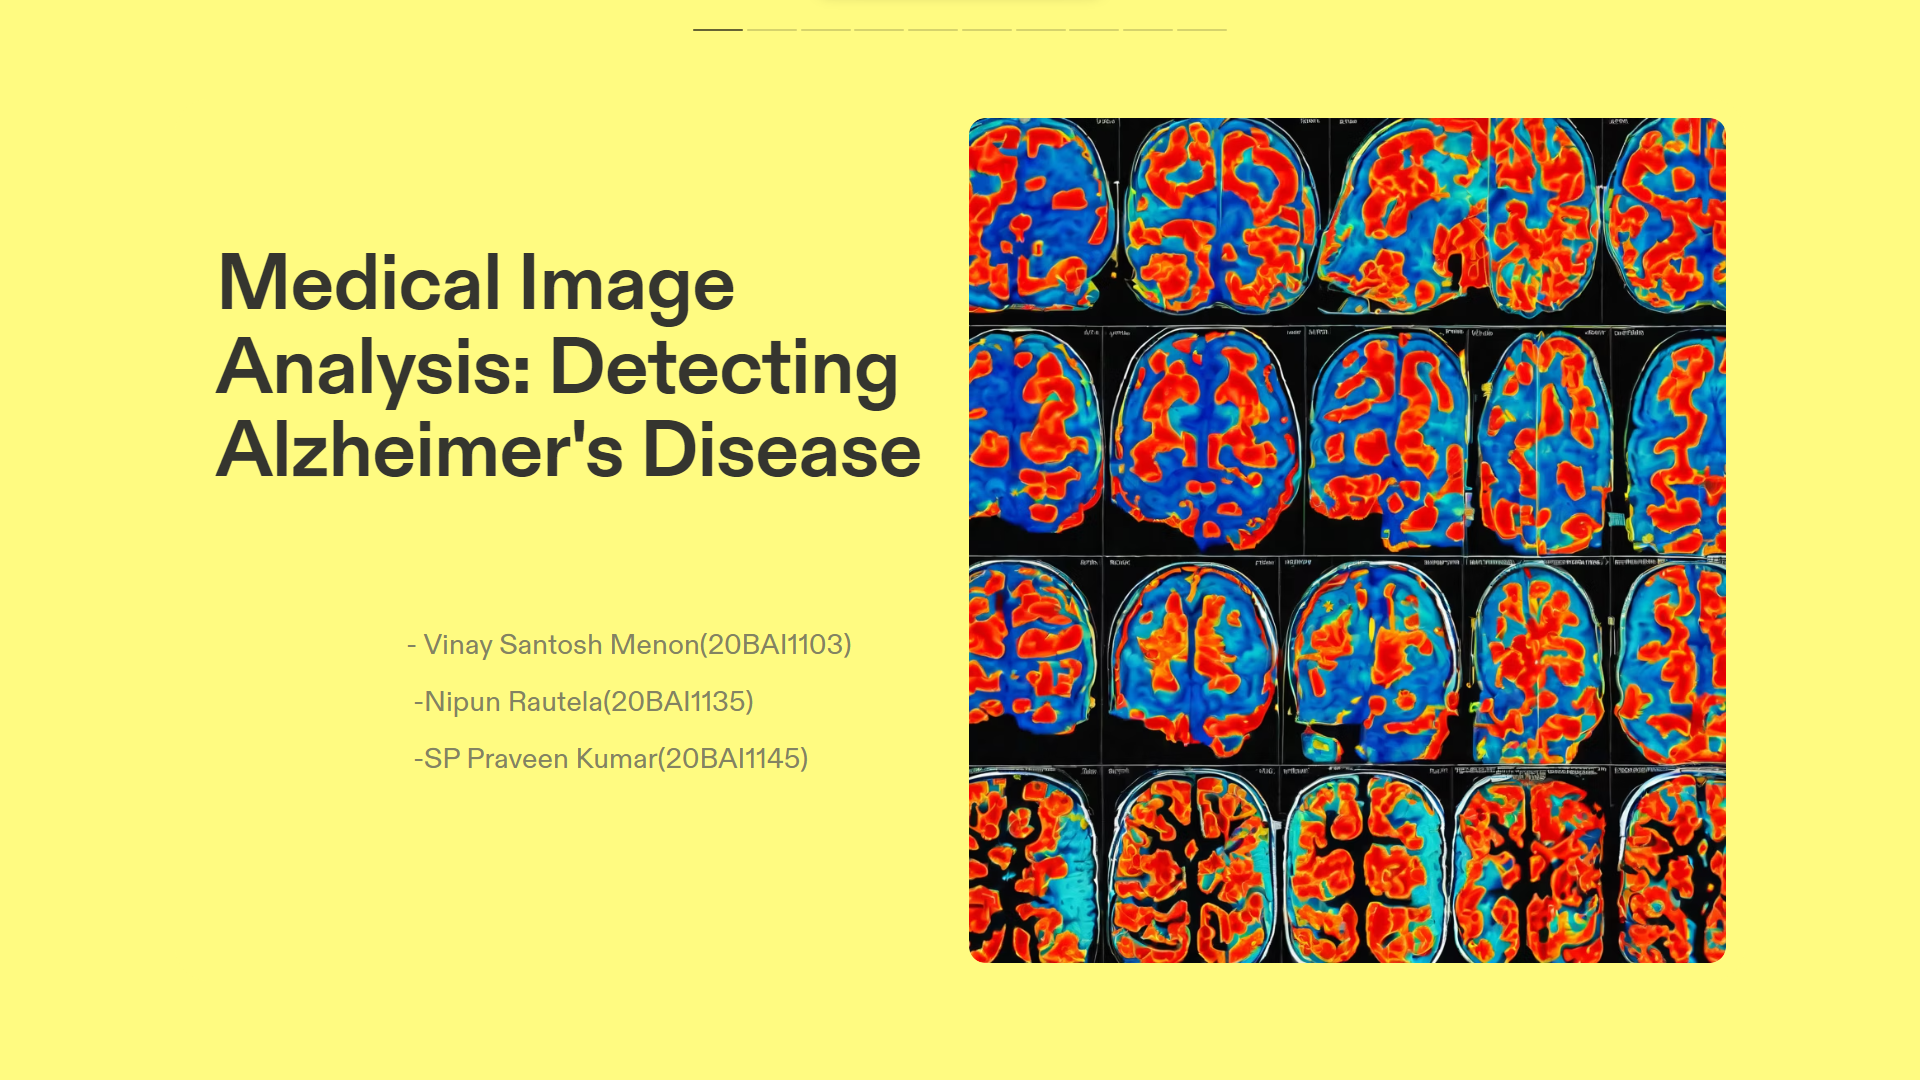 Medical Image
Analysis: Detecting
Alzheimer's Disease
- Vinay Santosh Menon(20BAI1103)
-Nipun Rautela(20BAI1135)
-SP Praveen Kumar(20BAI1145)